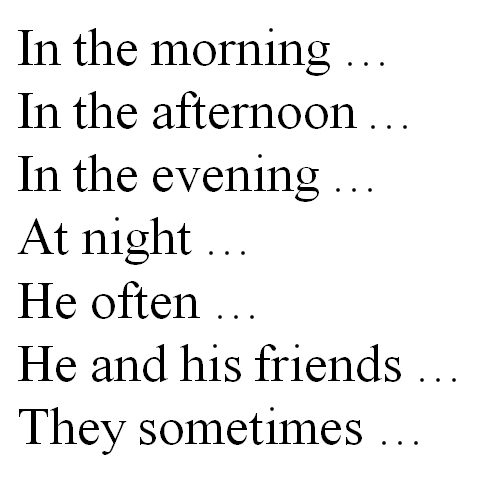 In the morning …
In the afternoon …
In the evening …
At night …
He often …
He and his friends …
They sometimes …